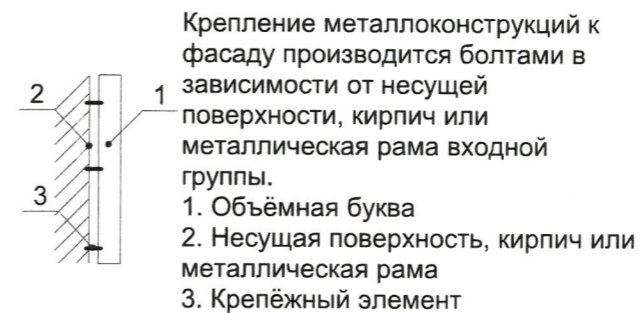 Крепление металлоконструкций к
фасаду производится болтами в
зависимости от несущей
поверхности, кирпич или
металлическая рама входной
группы.
1. Объёмная буква
2. Несущая поверхность, кирпич или
металлическая рама
3. Крепёжный элемент
2
1
3